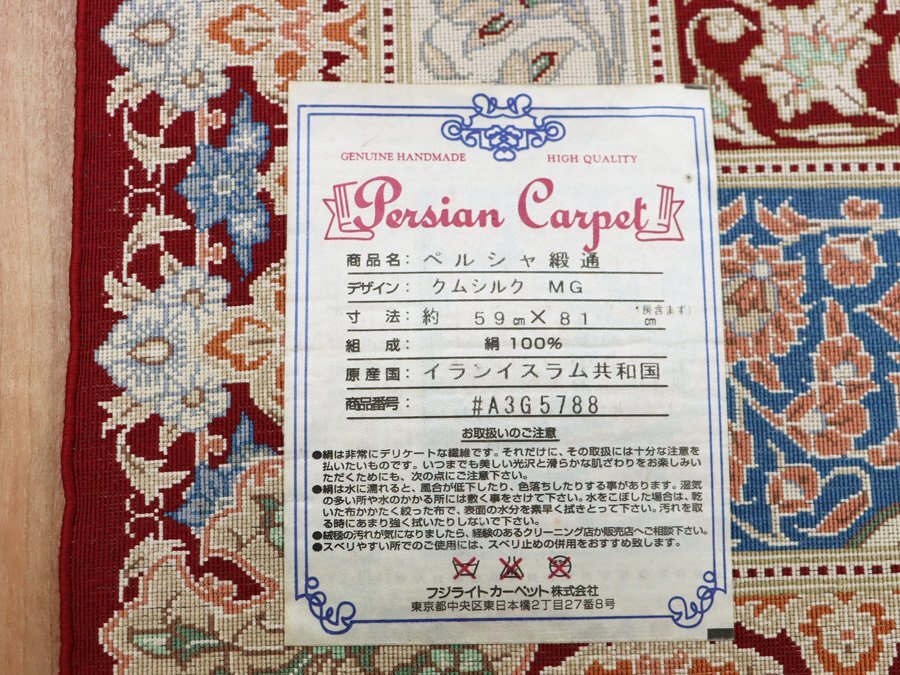 GENUINE HANDMADE HIGH QUALITY
Persian Carpet
商品名: ペルシャ緞通
デザイン: クムシルク MG
寸法: 約 59㎝×81㎝ (房含まず)
組成: 絹100%
原産国: イランイスラム共和国
商品番号: #A3G5788
お取扱いのご注意
●絹は非常にデリケートな繊維です。それだけに、その取扱には十分な注意を
払いたいものです。いつまでも美しい光沢と滑らかな肌ざわりをお楽しみい
ただくためにも、次の点にご注意下さい。
●絹は水に濡れると、風合が低下したり、色落ちしたりする事があります。湿気
の多い所や水のかかる所には敷く事をさけて下さい。水をこぼした場合は、乾
いた布かかたく絞った布で、表面の水分を素早く拭きとって下さい。汚れを取
る時にあまり強く拭いたりしないで下さい。
●絨毯の汚れが気になりましたら、経験のあるクリーニング店か販売店へご相談下さい。
●スベリやすい所でのご使用には、スベリ止めの併用をおすすめ致します。
フジライトカーペット株式会社
東京都中央区東日本橋2丁目27番8号